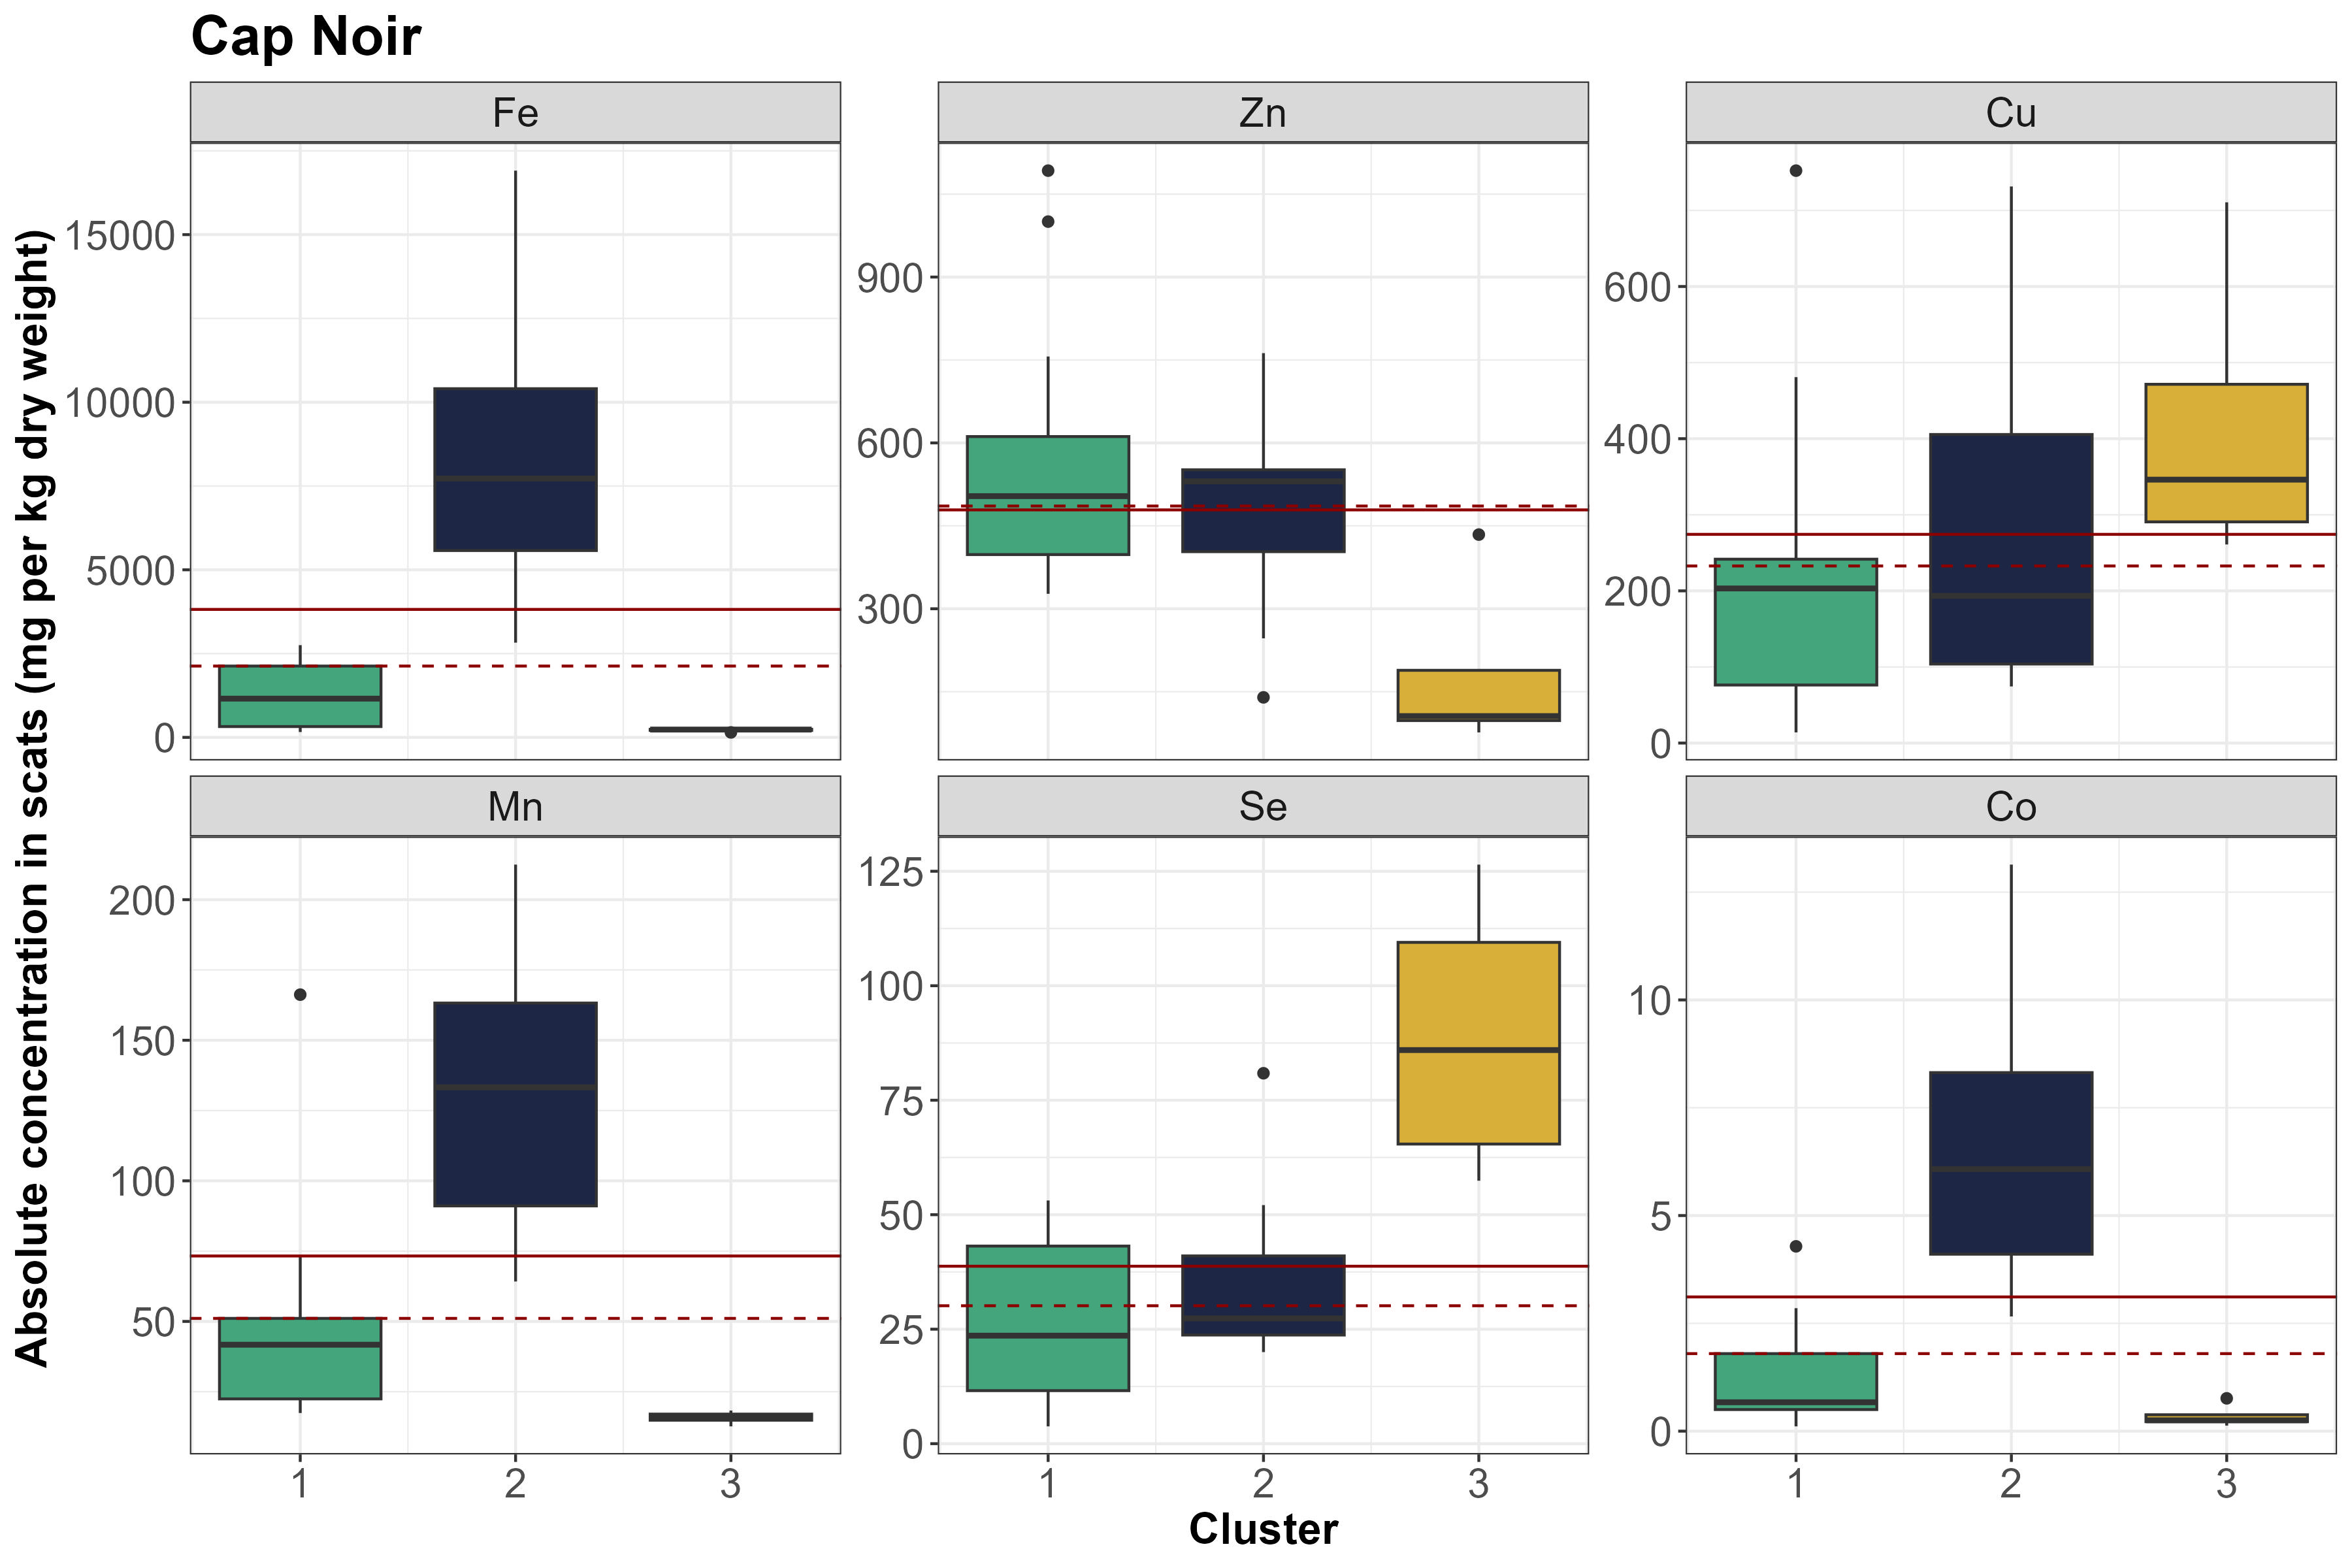 Cap Noir
Absolute concentration in scats (mg per kg dry weight)
Fe
15000
10000
5000
0
Zn
900
600
300
Cu
600
400
200
0
Mn
200
150
100
50
1 2 3
Se
125
100
75
50
25
0
1 2 3
Co
10
5
0
1 2 3
Cluster